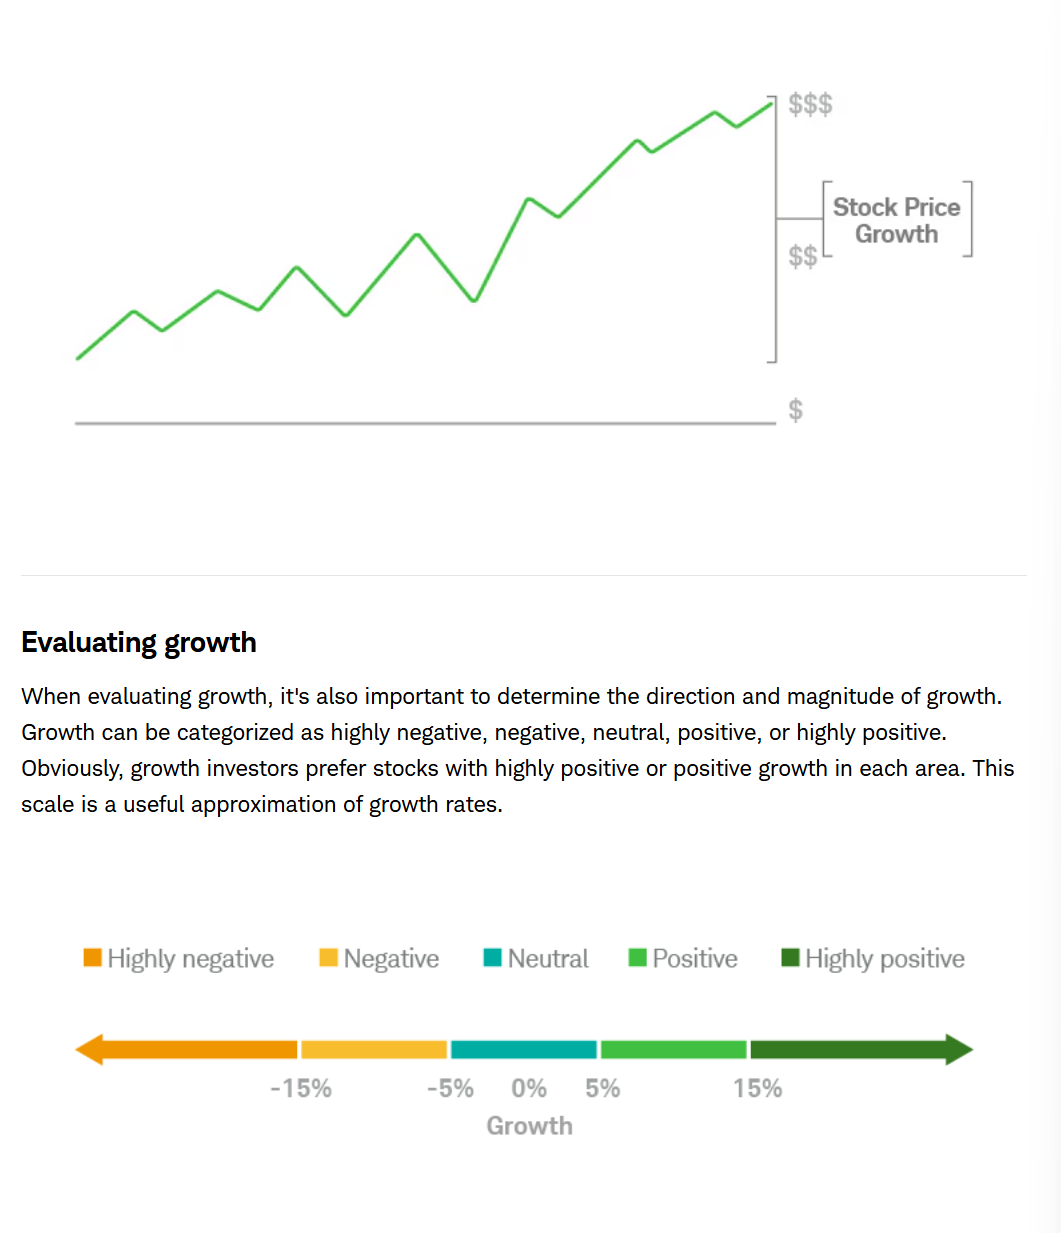 $$$
Stock Price
Growth
$$
$
Evaluating growth
When evaluating growth, it's also important to determine the direction and magnitude of growth.
Growth can be categorized as highly negative, negative, neutral, positive, or highly positive.
Obviously, growth investors prefer stocks with highly positive or positive growth in each area. This
scale is a useful approximation of growth rates.
Highly negative Negative Neutral Positive Highly positive
-15% -5% 0% 5% 15%
Growth